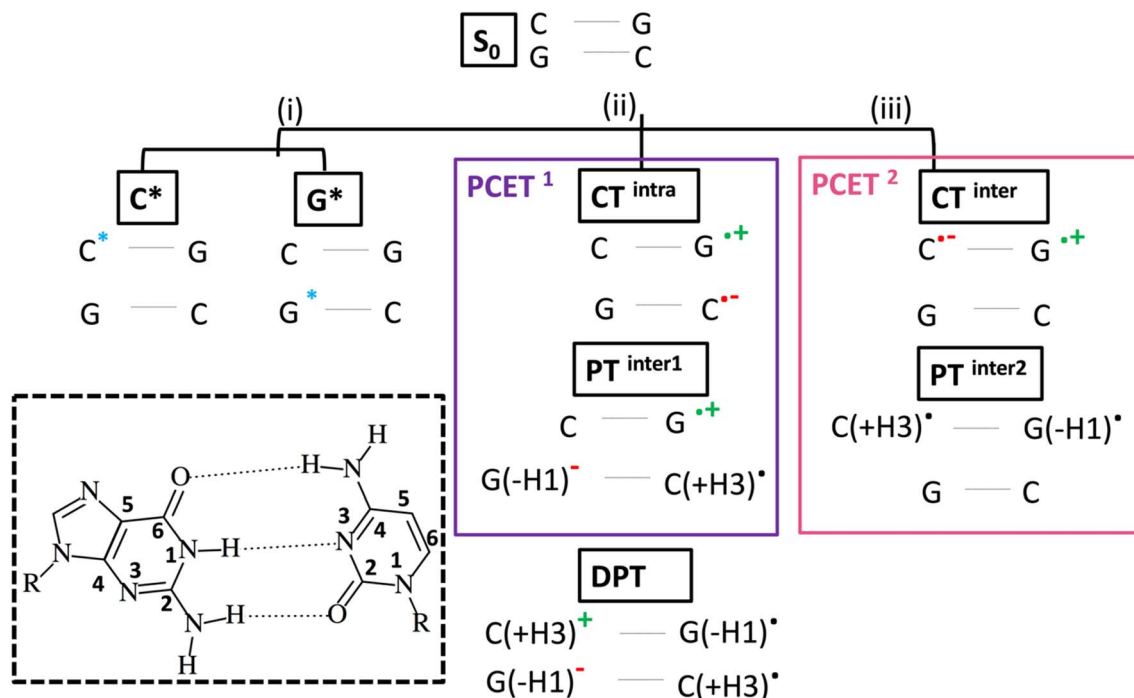 S0
C G
G C
(i) (ii) (iii)
C* G*
C* G C G
G C G* C
PCET 1
CT intra
C G•+
G C•-
PT inter1
C G•+
G(-H1)- C(+H3)•
PCET 2
CT inter
C•- G•+
G C
PT inter2
C(+H3)• G(-H1)•
G C
DPT
C(+H3)+ G(-H1)•
G(-H1)- C(+H3)•
H
O H N
N 5 3 5
6 4
1 N H N 6
N 4 3 2 1
R N 2 O N
N H R
H